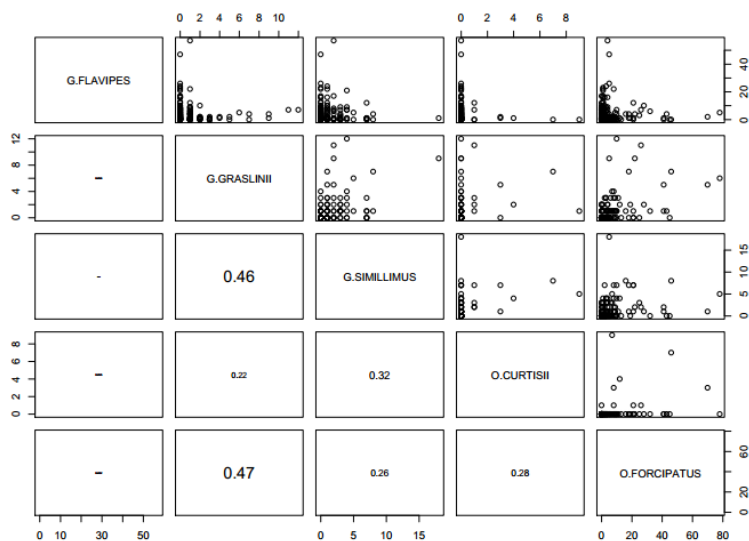 0 2 4 6 8 10 0 2 4 6 8
G.FLAVIPES 0 20 40
0 4 8 12 - G.GRASLINII
- 0.46 G.SIMILLIMUS 0 5 10 15
0 2 4 6 8 - 0.22 0.32 O.CURTISII
- 0.47 0.26 0.28 O.FORCIPATUS 0 20 40 60 80
0 10 20 30 40 50 0 5 10 15 0 20 40 60 80